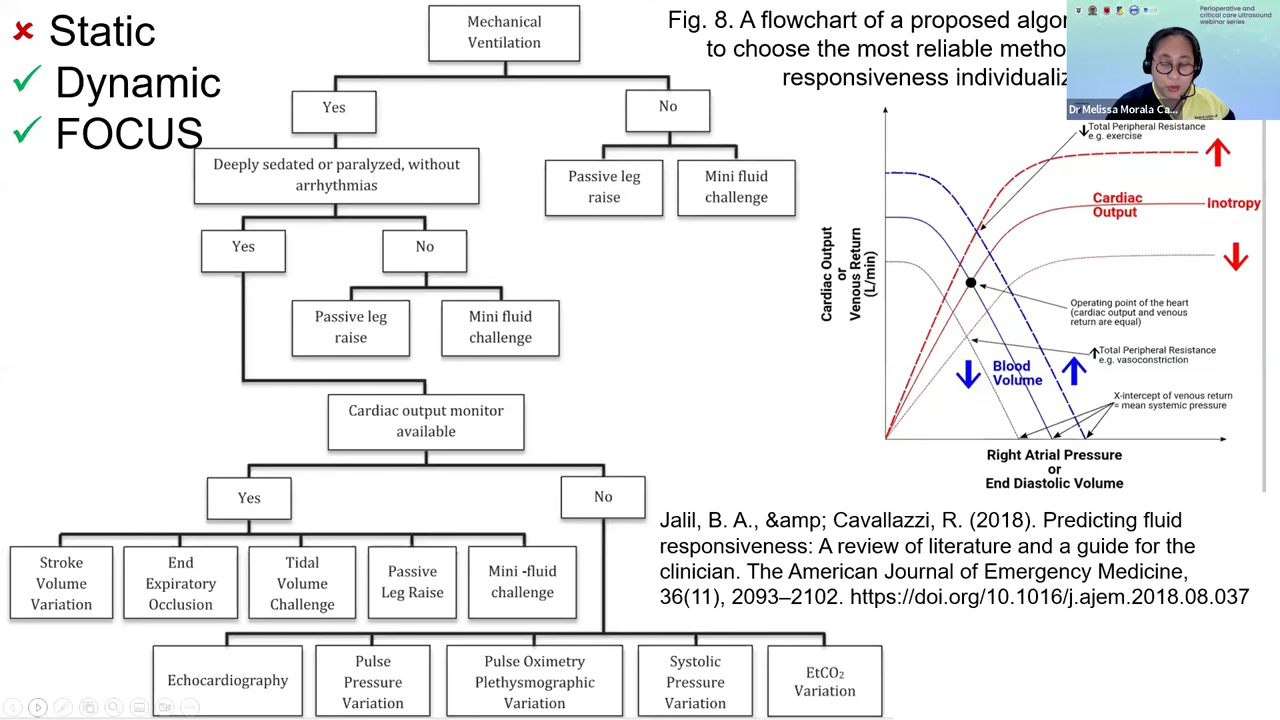 Static
Dynamic
FOCUS
Fig. 8. A flowchart of a proposed
to choose the most reliable
responsiveness
Perioperative and
critical care ultrasound
webinar series
Dr Melissa Morala Ca...
Mechanical
Ventilation
Yes
No
Deeply sedated or paralyzed, without
arrhythmias
Passive leg
raise
Mini fluid
challenge
Yes
No
Passive leg
raise
Mini fluid
challenge
Cardiac output monitor
available
Yes
No
Stroke
Volume
Variation
End
Expiratory
Occlusion
Tidal
Volume
Challenge
Passive
Leg Raise
Mini -fluid
challenge
Echocardiography
Pulse
Pressure
Variation
Pulse Oximetry
Plethysmographic
Variation
Systolic
Pressure
Variation
EtCO₂
Variation
Total Peripheral Resistance
e.g. exercise
Cardiac
Output
Inotropy
Cardiac Output
or
Venous Return
(L/min)
Operating point of the heart
(cardiac output and venous
return are equal)
Total Peripheral Resistance
e.g. vasoconstriction
Blood
Volume
X-intercept of venous return
= mean systemic pressure
Right Atrial Pressure
or
End Diastolic Volume
Jalil, B. A., &amp; Cavallazzi, R. (2018). Predicting fluid
responsiveness: A review of literature and a guide for the
clinician. The American Journal of Emergency Medicine,
36(11), 2093–2102. https://doi.org/10.1016/j.ajem.2018.08.037